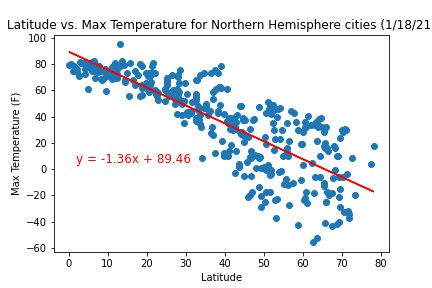 Latitude vs. Max Temperature for Northern Hemisphere cities (1/18/21
Max Temperature (F)
100
80
60
40
20
0
−20
−40
−60
y = -1.36x + 89.46
0 10 20 30 40 50 60 70 80
Latitude